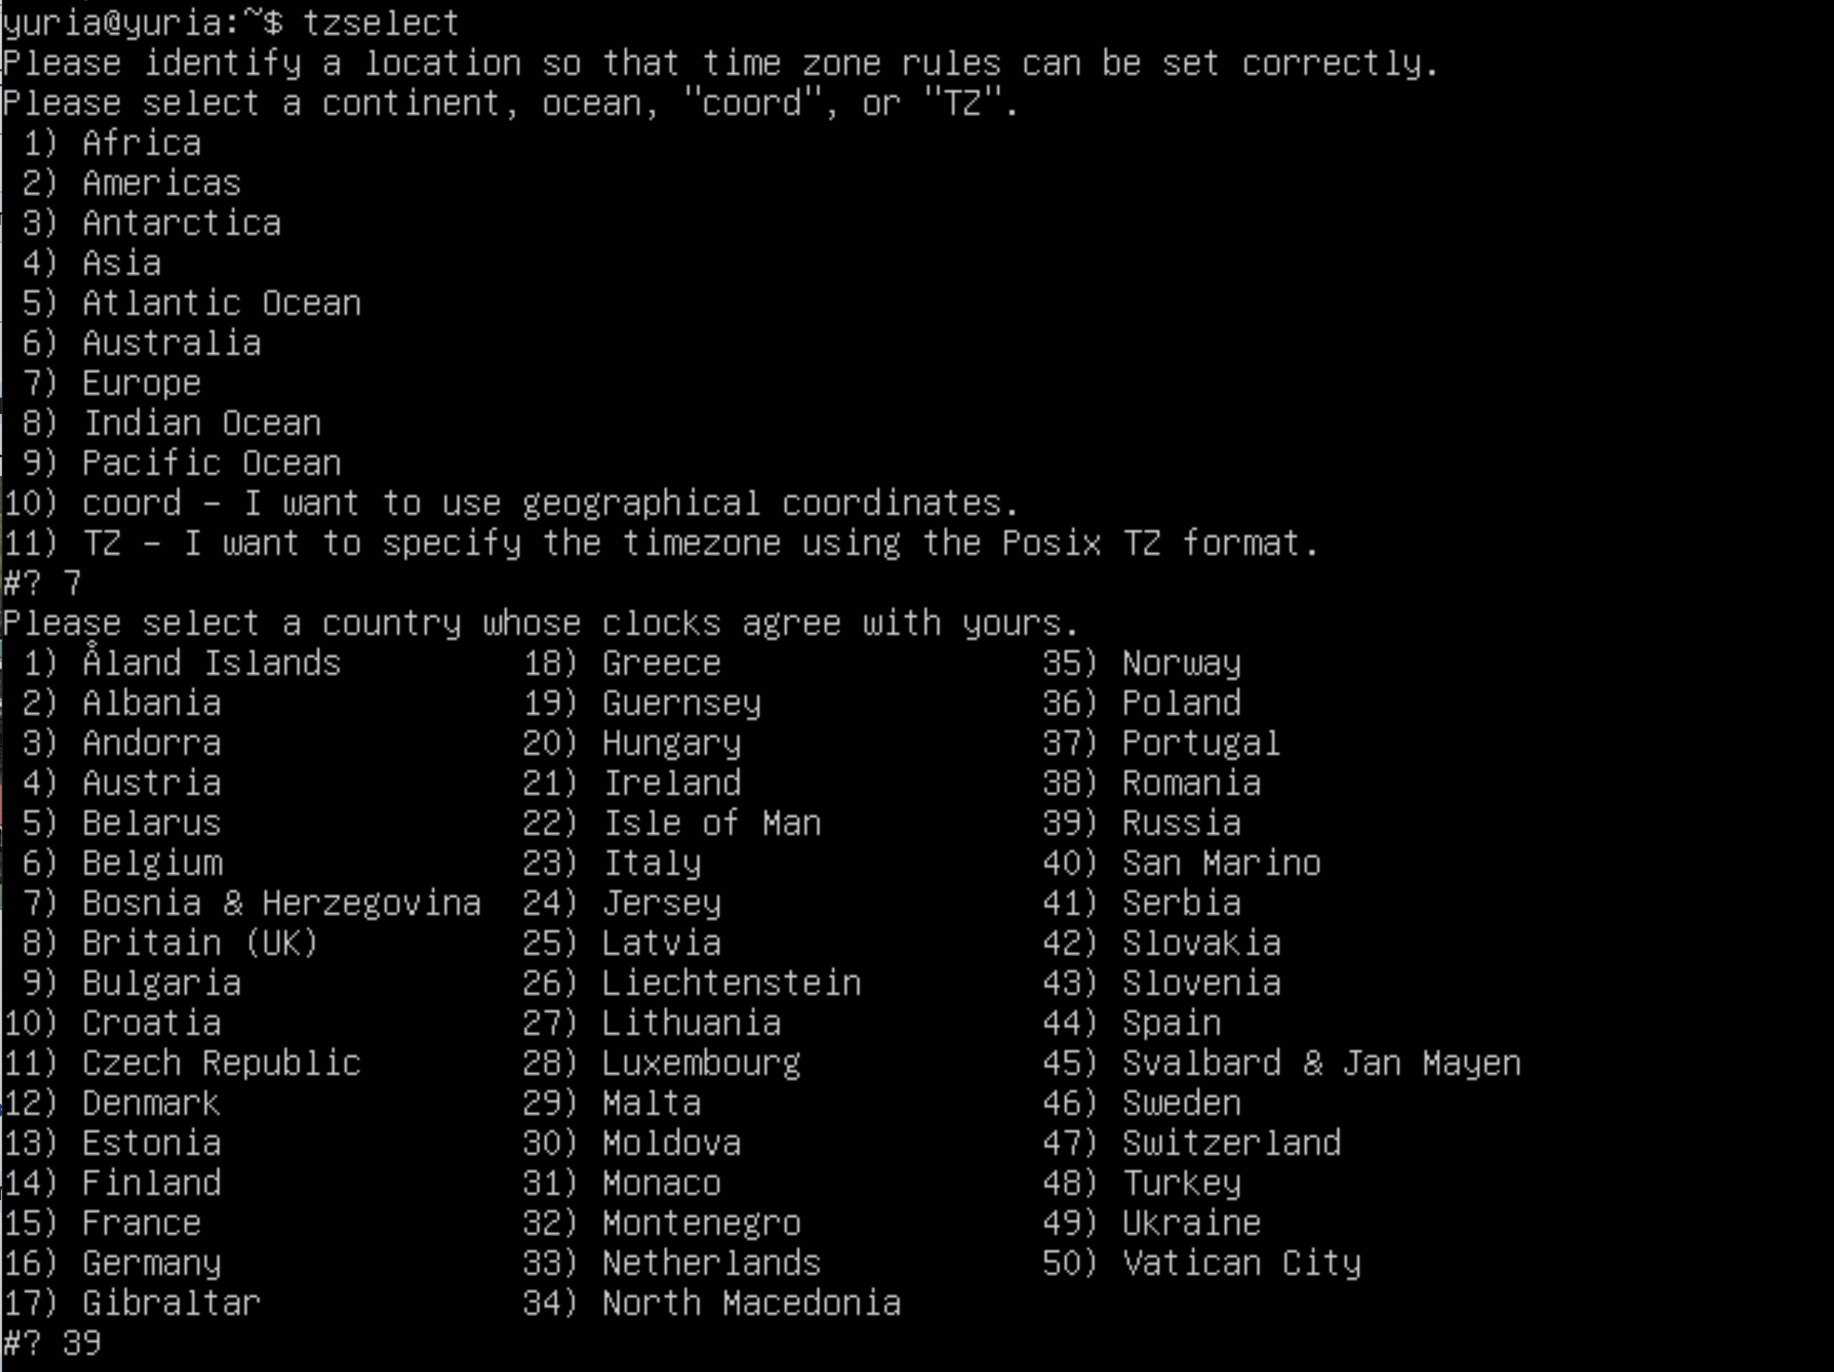 yuria@yuria:~$ tzselect
Please identify a location so that time zone rules can be set correctly.
Please select a continent, ocean, "coord", or "TZ".
 1) Africa
 2) Americas
 3) Antarctica
 4) Asia
 5) Atlantic Ocean
 6) Australia
 7) Europe
 8) Indian Ocean
 9) Pacific Ocean
10) coord – I want to use geographical coordinates.
11) TZ – I want to specify the timezone using the Posix TZ format.
#? 7
Please select a country whose clocks agree with yours.
 1) Åland Islands         18) Greece                35) Norway
 2) Albania               19) Guernsey              36) Poland
 3) Andorra               20) Hungary               37) Portugal
 4) Austria               21) Ireland               38) Romania
 5) Belarus               22) Isle of Man           39) Russia
 6) Belgium               23) Italy                 40) San Marino
 7) Bosnia & Herzegovina  24) Jersey                41) Serbia
 8) Britain (UK)          25) Latvia                42) Slovakia
 9) Bulgaria              26) Liechtenstein         43) Slovenia
10) Croatia               27) Lithuania             44) Spain
11) Czech Republic        28) Luxembourg            45) Svalbard & Jan Mayen
12) Denmark               29) Malta                 46) Sweden
13) Estonia               30) Moldova               47) Switzerland
14) Finland               31) Monaco                48) Turkey
15) France                32) Montenegro            49) Ukraine
16) Germany               33) Netherlands           50) Vatican City
17) Gibraltar             34) North Macedonia
#? 39